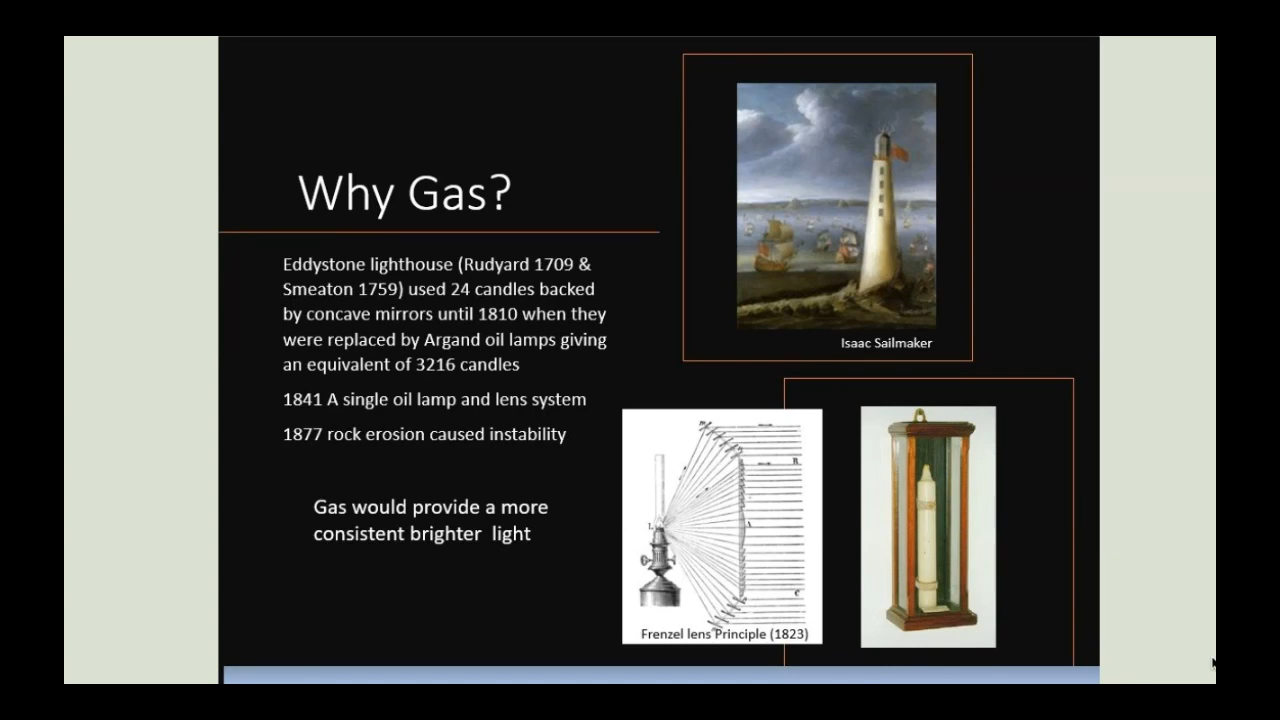 Why Gas?
Eddystone lighthouse (Rudyard 1709 &
Smeaton 1759) used 24 candles backed
by concave mirrors until 1810 when they
were replaced by Argand oil lamps giving
an equivalent of 3216 candles
1841 A single oil lamp and lens system
1877 rock erosion caused instability
Gas would provide a more
consistent brighter light
Isaac Sailmaker
L
A
R
C
Frenzel lens Principle (1823)